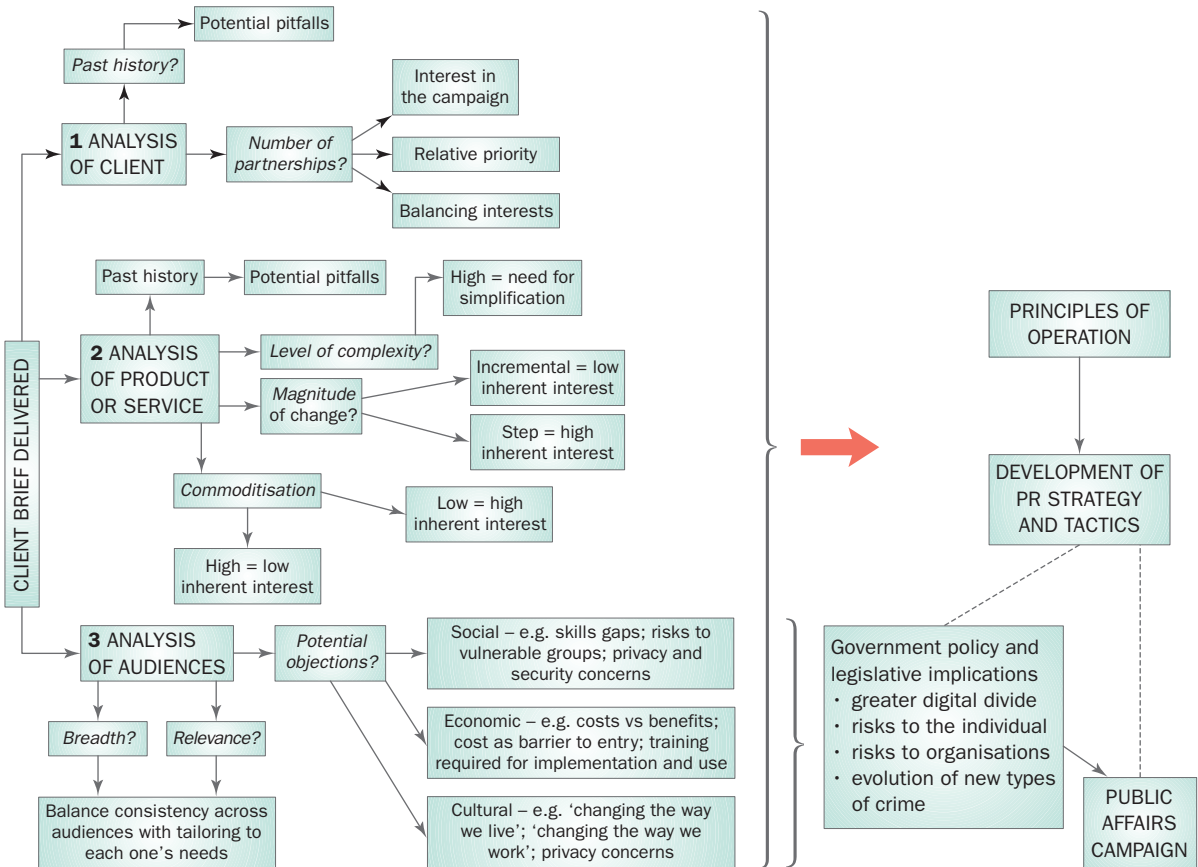 Potential pitfalls
Past history?
1 ANALYSIS
OF CLIENT
Number of
partnerships?
Interest in
the campaign
Relative priority
Balancing interests
CLIENT BRIEF DELIVERED
Past history
Potential pitfalls
2 ANALYSIS
OF PRODUCT
OR SERVICE
Level of complexity?
High = need for
simplification
Magnitude
of change?
Incremental = low
inherent interest
Step = high
inherent interest
Commoditisation
Low = high
inherent interest
High = low
inherent interest
3 ANALYSIS
OF AUDIENCES
Breadth?
Relevance?
Balance consistency across
audiences with tailoring to
each one's needs
Potential
objections?
Social – e.g. skills gaps; risks to
vulnerable groups; privacy and
security concerns
Economic – e.g. costs vs benefits;
cost as barrier to entry; training
required for implementation and use
Cultural – e.g. ‘changing the way
we live’; ‘changing the way we
work’; privacy concerns
PRINCIPLES OF
OPERATION
DEVELOPMENT OF
PR STRATEGY
AND TACTICS
Government policy and
legislative implications
• greater digital divide
• risks to the individual
• risks to organisations
• evolution of new types
of crime
PUBLIC
AFFAIRS
CAMPAIGN